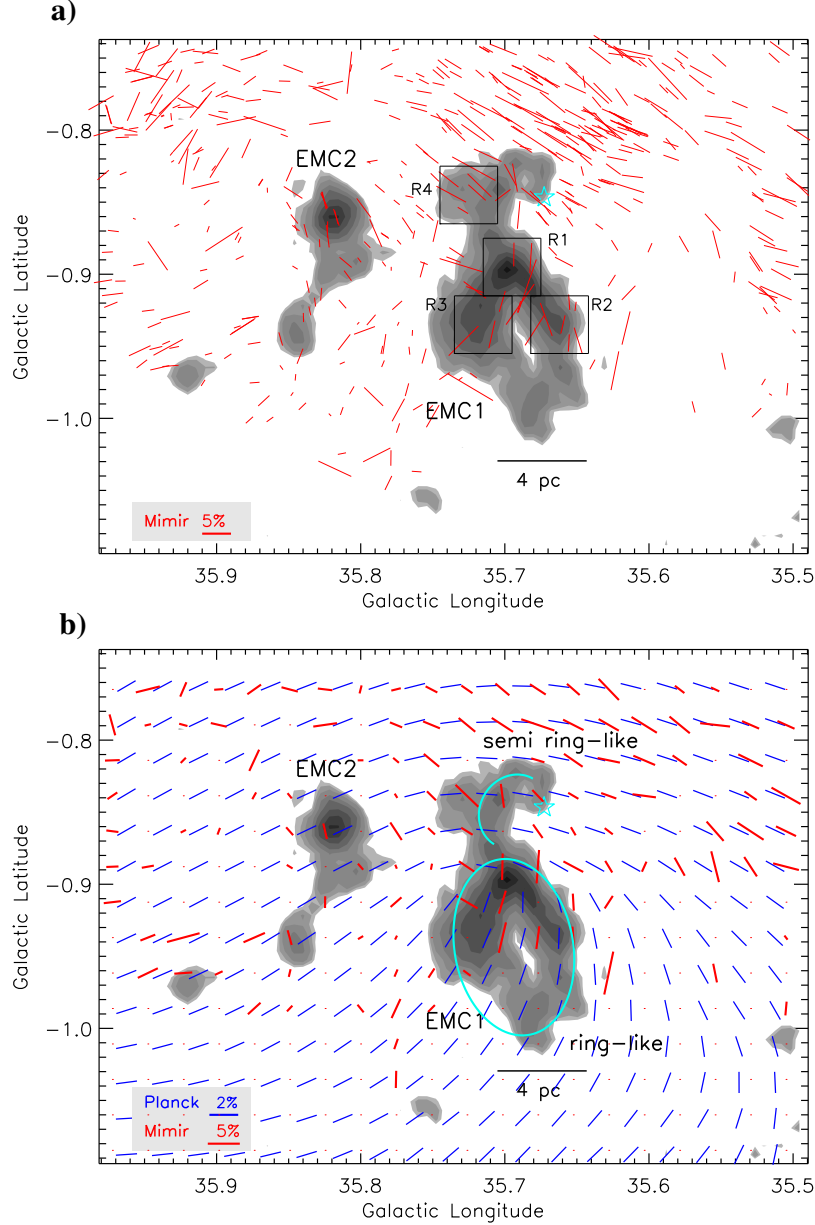 a)
EMC2
R4
R1
R3
R2
EMC1
4 pc
Mimir 5%
-0.8
-0.9
-1.0
Galactic Latitude
35.9 35.8 35.7 35.6 35.5
Galactic Longitude
b)
semi ring-like
EMC2
EMC1
ring-like
4 pc
Planck 2%
Mimir 5%
-0.8
-0.9
-1.0
Galactic Latitude
35.9 35.8 35.7 35.6 35.5
Galactic Longitude